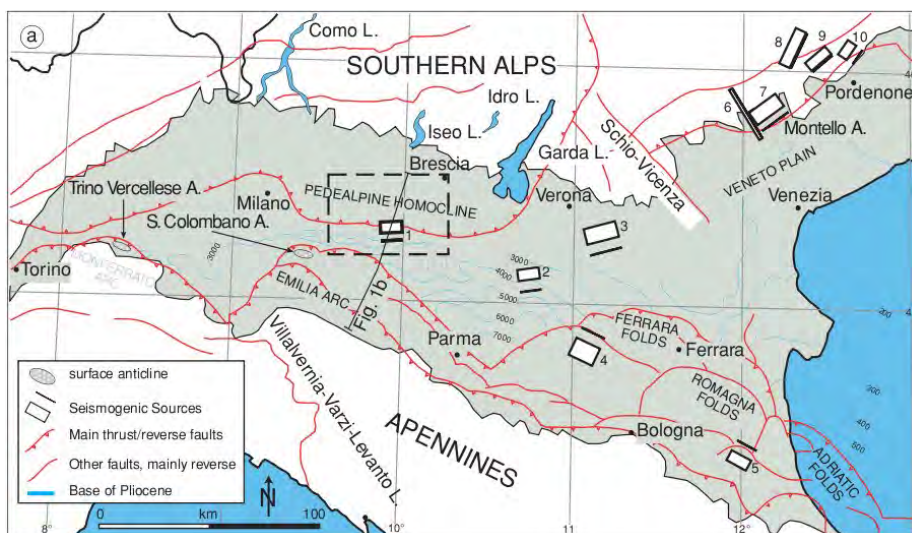 a
Como L.
SOUTHERN ALPS
8
9
10
Idro L.
Iseo L.
Pordenone
6
7
Montello A.
Brescia
Garda L.
Schio-Vicenza
VENETO PLAIN
Trino Vercellese A.
PEDEALPINE HOMOCLINE
Verona
Venezia
Milano
S. Colombano A.
1
3
3000
Torino
MONFERRATO
ARC
3000
4000
2
5000
6000
7000
EMILIA ARC
Fig. 1b
200
Parma
FERRARA
FOLDS
Ferrara
4
300
400
500
ROMAGNA
FOLDS
Villalvernia-Varzi-Levanto L.
APENNINES
Bologna
5
ADRIATIC
FOLDS
surface anticline
Seismogenic Sources
Main thrust/reverse faults
Other faults, mainly reverse
Base of Pliocene
N
0 km 100
8°
10°
11°
12°